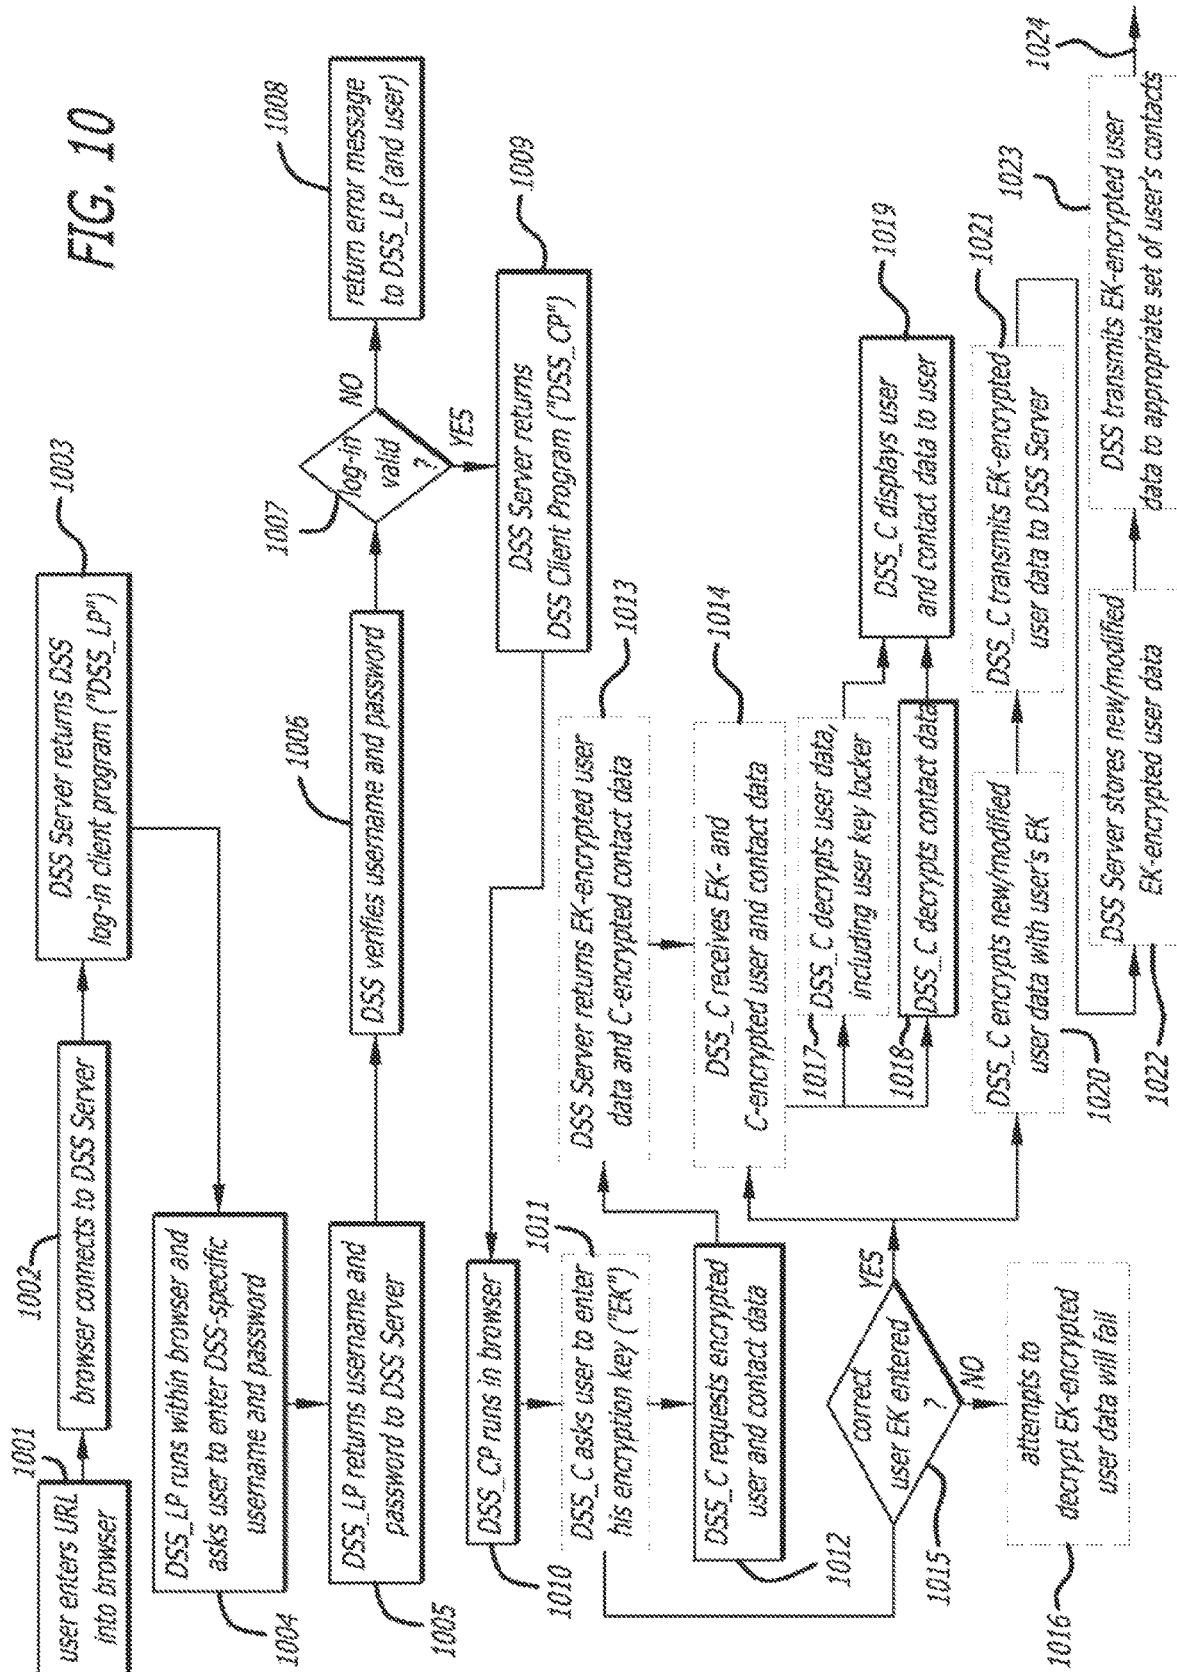 FIG. 10
1001
user enters URL
into browser
1002
browser connects to DSS Server
1003
DSS Server returns DSS
log-in client program ("DSS_LP")
1004
DSS_LP runs within browser and
asks user to enter DSS-specific
username and password
1005
DSS_LP returns username and
password to DSS Server
1006
DSS verifies username and password
1007
log-in
valid
?
NO
YES
1008
return error message
to DSS_LP (and user)
1009
DSS Server returns
DSS Client Program ("DSS_CP")
1010
DSS_CP runs in browser
1011
DSS_C asks user to enter
his encryption key ("EK")
1012
DSS_C requests encrypted
user and contact data
1013
DSS Server returns EK-encrypted user
data and C-encrypted contact data
1014
DSS_C receives EK- and
C-encrypted user and contact data
1015
correct
user EK entered
?
YES
NO
1016
attempts to
decrypt EK-encrypted
user data will fail
1017
DSS_C decrypts user data,
including user key locker
1018
DSS_C decrypts contact data
1019
DSS_C displays user
and contact data to user
1020
DSS_C encrypts new/modified
user data with user's EK
1021
DSS_C transmits EK-encrypted
user data to DSS Server
1022
DSS Server stores new/modified
EK-encrypted user data
1023
DSS transmits EK-encrypted user
data to appropriate set of user's contacts
1024